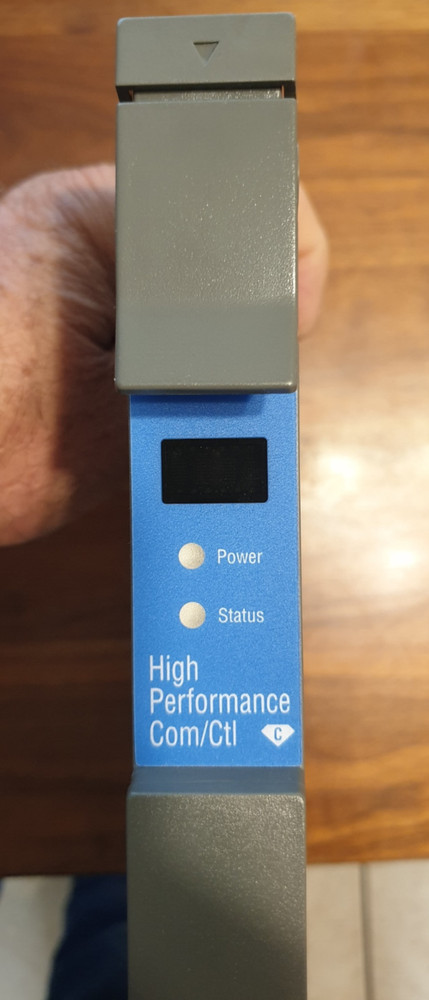 Power
Status
High
Performance
Com/Ctl
C